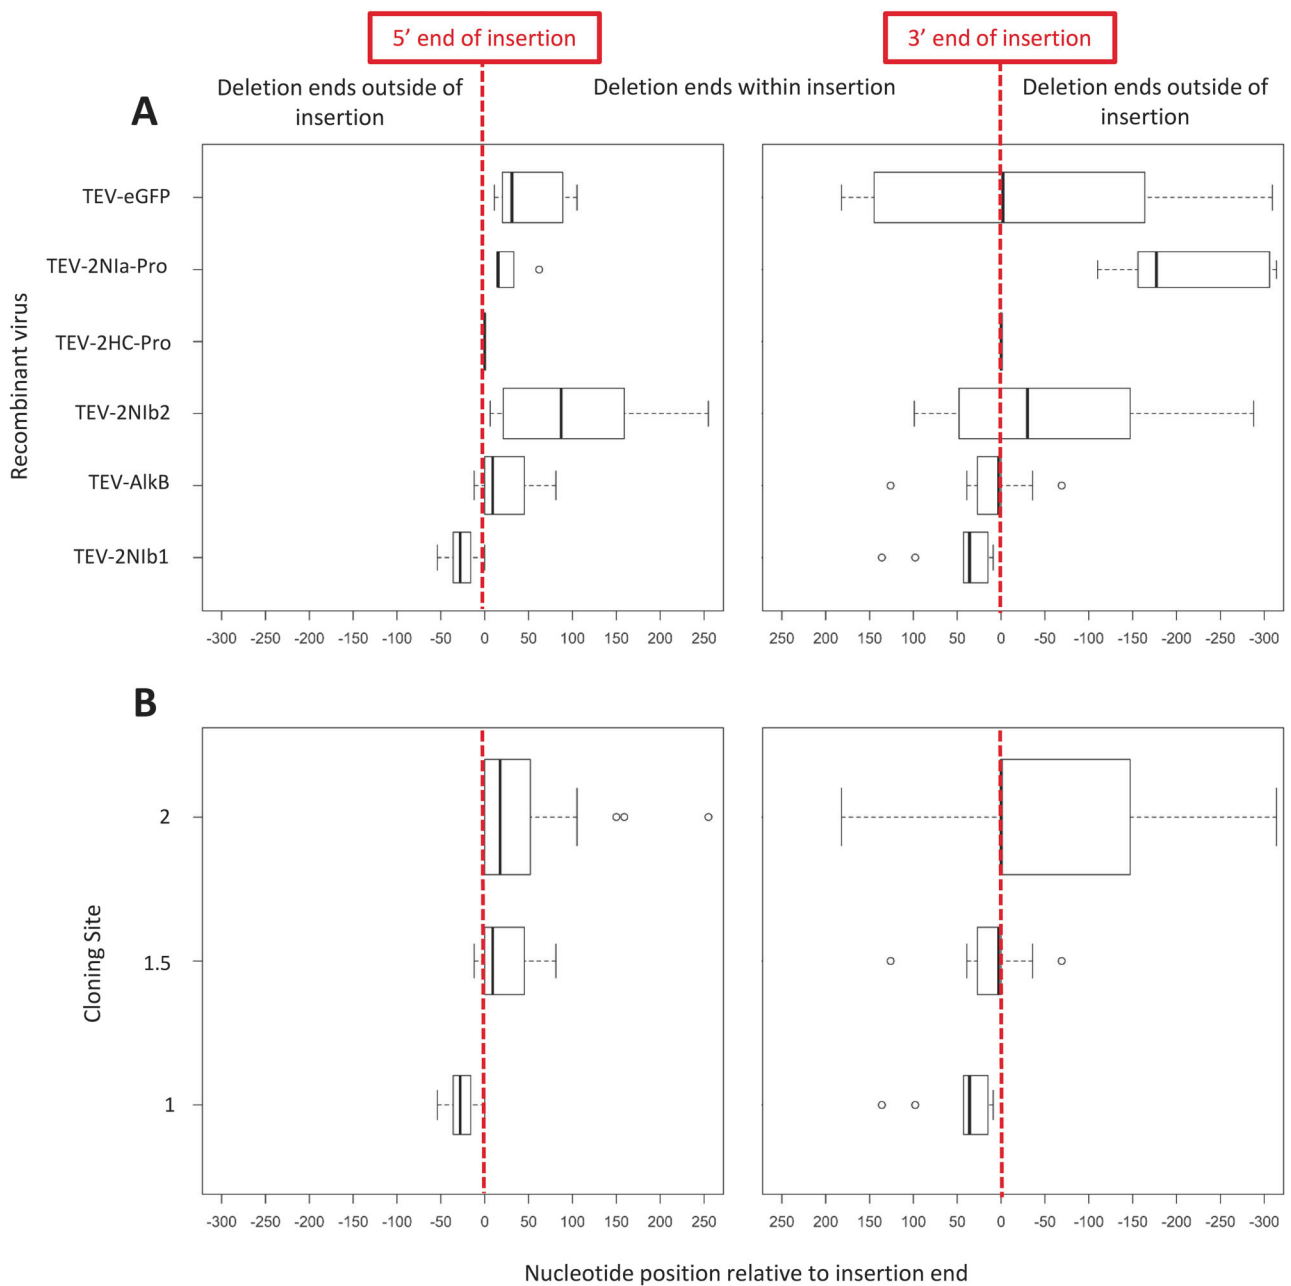 5′ end of insertion
3′ end of insertion
Deletion ends outside of
insertion
Deletion ends within insertion
Deletion ends outside of
insertion
A
Recombinant virus
TEV-eGFP
TEV-2NIa-Pro
TEV-2HC-Pro
TEV-2NIb2
TEV-AlkB
TEV-2NIb1
-300 -250 -200 -150 -100 -50 0 50 100 150 200 250
250 200 150 100 50 0 -50 -100 -150 -200 -250 -300
B
Cloning Site
2
1.5
1
-300 -250 -200 -150 -100 -50 0 50 100 150 200 250
250 200 150 100 50 0 -50 -100 -150 -200 -250 -300
Nucleotide position relative to insertion end